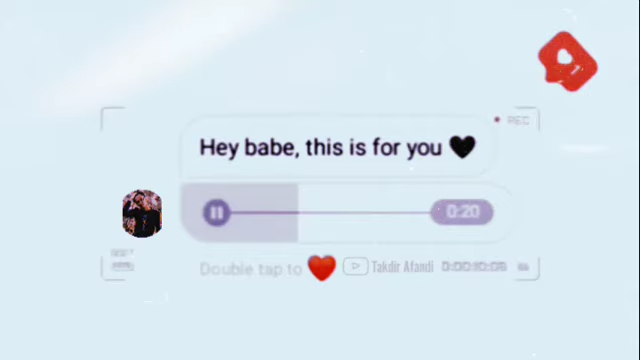 REC
Hey babe, this is for you 🖤
0:20
Double tap to ❤️ Takdir Afandi